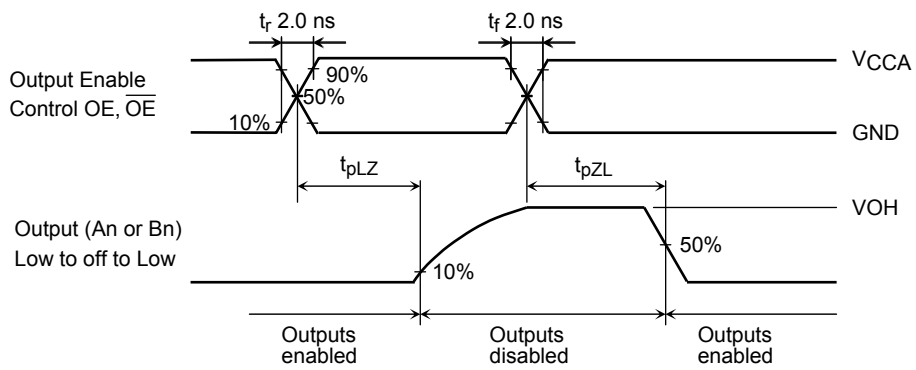 tr 2.0 ns
tf 2.0 ns
Output Enable
Control OE, OE
90%
50%
10%
VCCA
GND
tpLZ
tpZL
Output (An or Bn)
Low to off to Low
VOH
10%
50%
Outputs
enabled
Outputs
disabled
Outputs
enabled